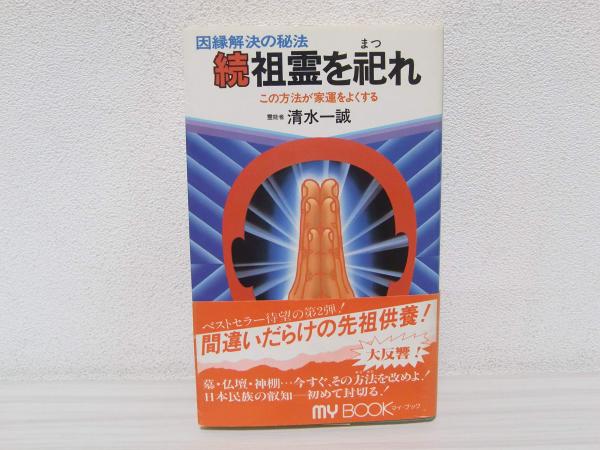 因縁解決の秘法
続祖霊を祀れ
まつ
この方法が家運をよくする
霊能者 清水一誠
ベストセラー待望の第2弾!
間違いだらけの先祖供養!
大反響!
墓・仏壇・神棚…今すぐ、その方法を改めよ!
日本民族の叡知―初めて封切る!
my BOOK マイ・ブック